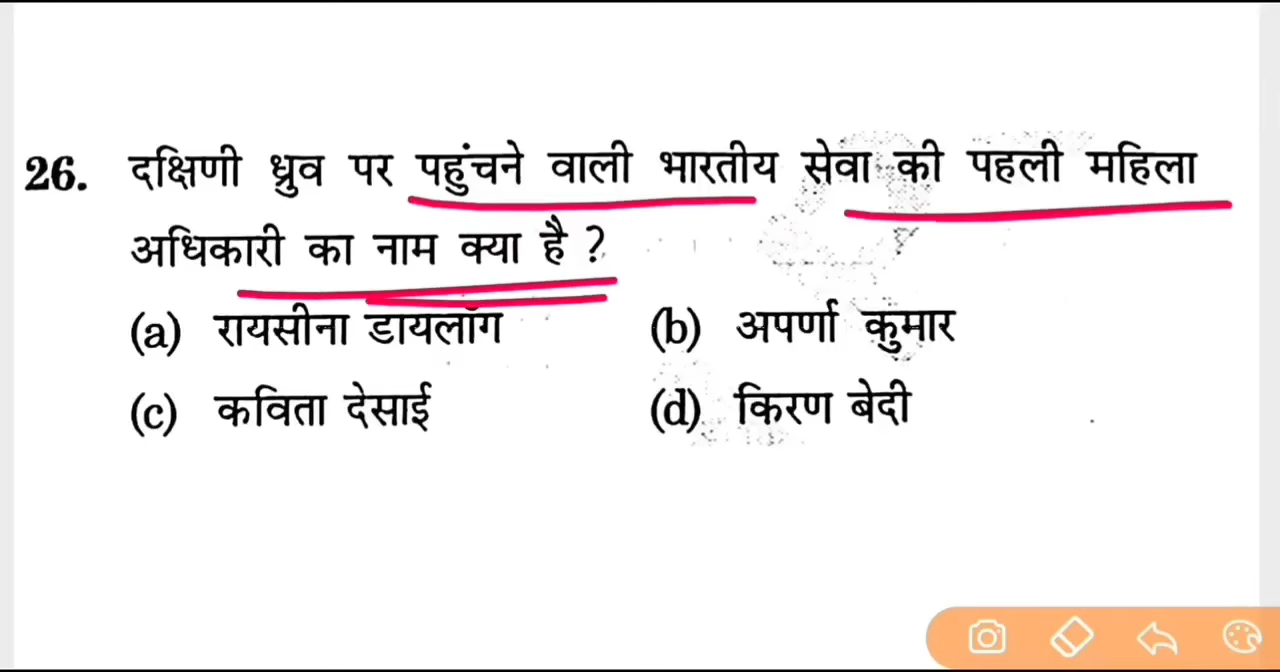 26. दक्षिणी ध्रुव पर पहुंचने वाली भारतीय सेवा की पहली महिला
अधिकारी का नाम क्या है ?
(a) रायसीना डायलॉग (b) अपर्णा कुमार
(c) कविता देसाई (d) किरण बेदी